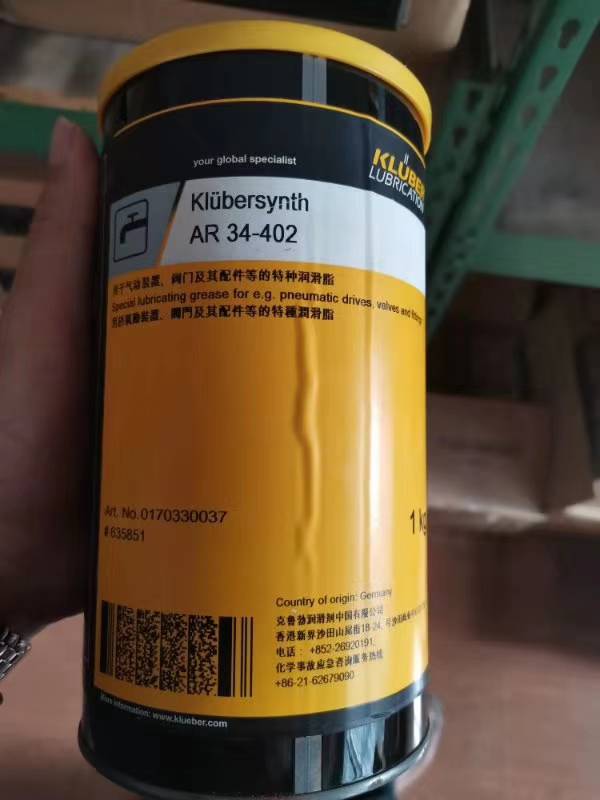 your global specialist
KLÜBER
LUBRICATION
Klübersynth
AR 34-402
用于气动装置、阀门及其配件等的特种润滑脂
Special lubricating grease for e.g. pneumatic drives, valves and fittings
用於氣動裝置、閥門及其配件等的特種潤滑脂
Art. No. 0170330037
# 635851
1 kg
Country of origin: Germany
克鲁勃润滑剂中国有限公司
香港新界沙田山尾街18-24
电话： +852-26920191,
化学事故应急咨询服务热线
+86-21-62679090
More information: www.klueber.com